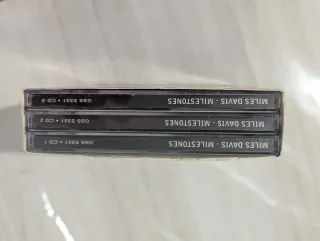 MILES DAVIS - MILESTONES GSS 5331 • CD 1
MILES DAVIS - MILESTONES GSS 5331 • CD 2
MILES DAVIS - MILESTONES GSS 5331 • CD 3